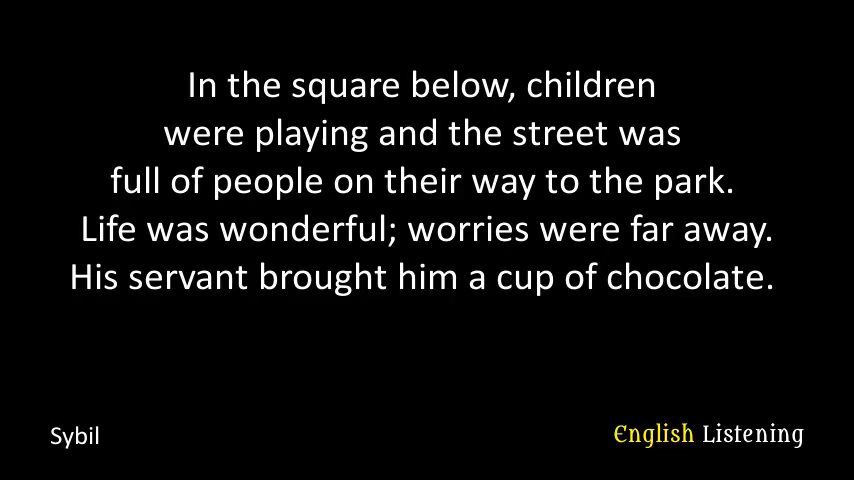 In the square below, children
were playing and the street was
full of people on their way to the park.
Life was wonderful; worries were far away.
His servant brought him a cup of chocolate.
Sybil
English Listening